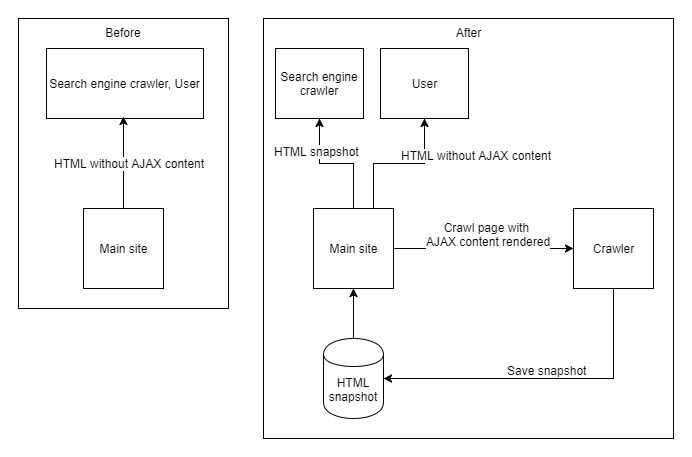 Before
Search engine crawler, User
HTML without AJAX content
Main site
After
Search engine
crawler
User
HTML snapshot
HTML without AJAX content
Main site
Crawl page with
AJAX content rendered
Crawler
HTML
snapshot
Save snapshot